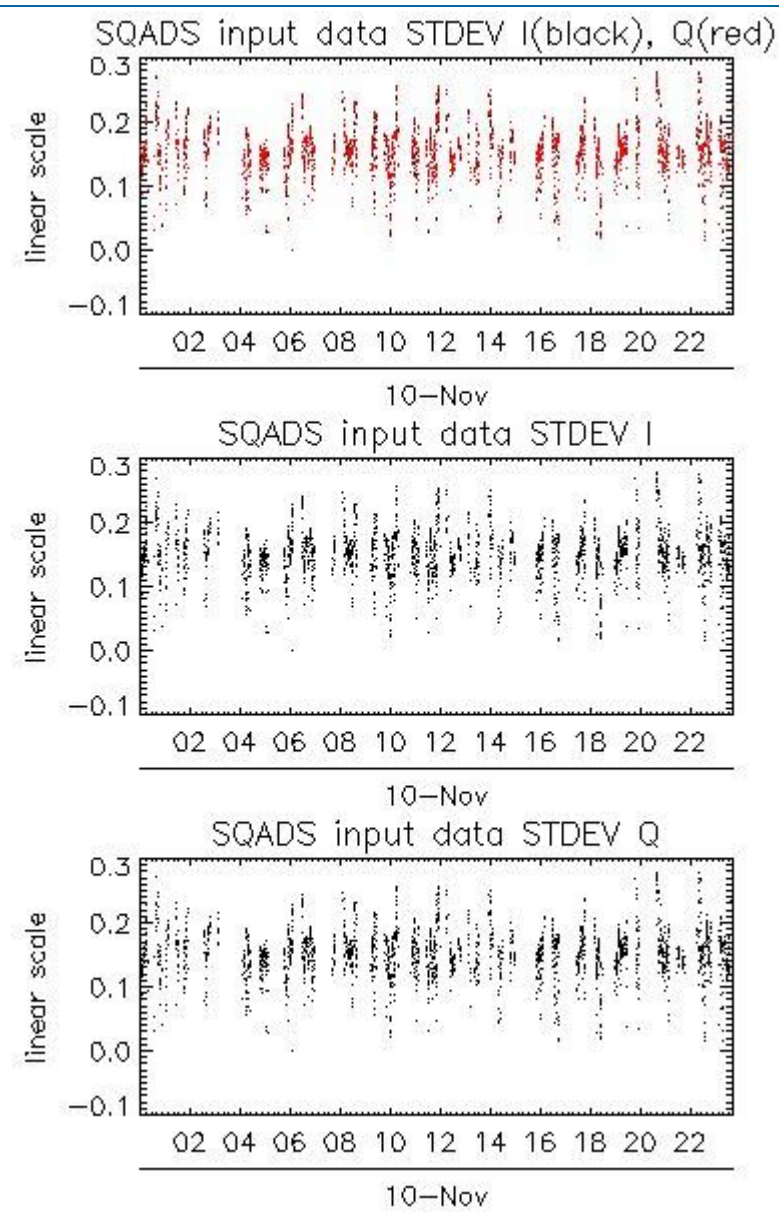 SQADS input data STDEV I(black), Q(red)
0.3
0.2
0.1
0.0
−0.1
linear scale
02 04 06 08 10 12 14 16 18 20 22
10−Nov
SQADS input data STDEV I
0.3
0.2
0.1
0.0
−0.1
linear scale
02 04 06 08 10 12 14 16 18 20 22
10−Nov
SQADS input data STDEV Q
0.3
0.2
0.1
0.0
−0.1
linear scale
02 04 06 08 10 12 14 16 18 20 22
10−Nov